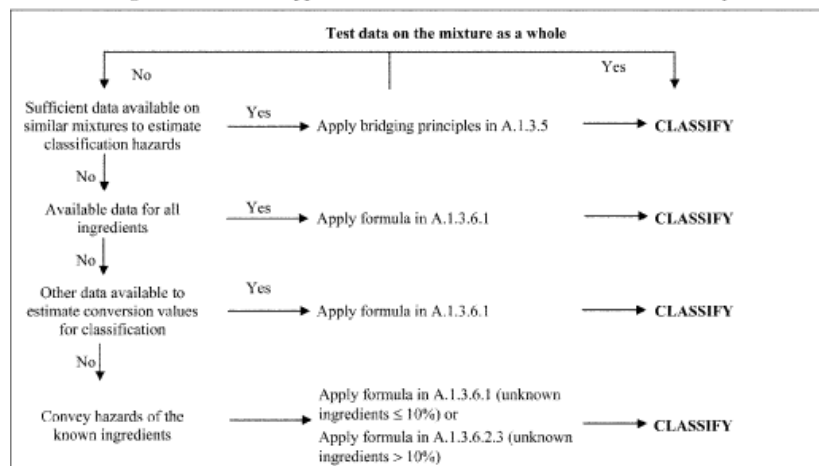 Test data on the mixture as a whole
No
Yes
Sufficient data available on
similar mixtures to estimate
classification hazards
Yes
Apply bridging principles in A.1.3.5
CLASSIFY
No
Available data for all
ingredients
Yes
Apply formula in A.1.3.6.1
CLASSIFY
No
Other data available to
estimate conversion values
for classification
Yes
Apply formula in A.1.3.6.1
CLASSIFY
No
Convey hazards of the
known ingredients
Apply formula in A.1.3.6.1 (unknown
ingredients ≤ 10%) or
Apply formula in A.1.3.6.2.3 (unknown
ingredients > 10%)
CLASSIFY